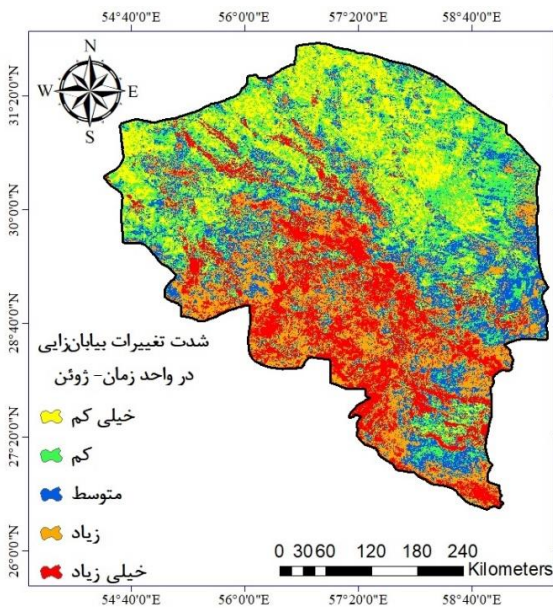 54°40'0"E 56°0'0"E 57°20'0"E 58°40'0"E
N
W E
S
31°20'0"N
30°0'0"N
28°40'0"N
27°20'0"N
26°0'0"N
شدت تغییرات بیابان‌زایی
در واحد زمان- ژوئن
خیلی کم
کم
متوسط
زیاد
خیلی زیاد
0 30 60 120 180 240
Kilometers
54°40'0"E 56°0'0"E 57°20'0"E 58°40'0"E